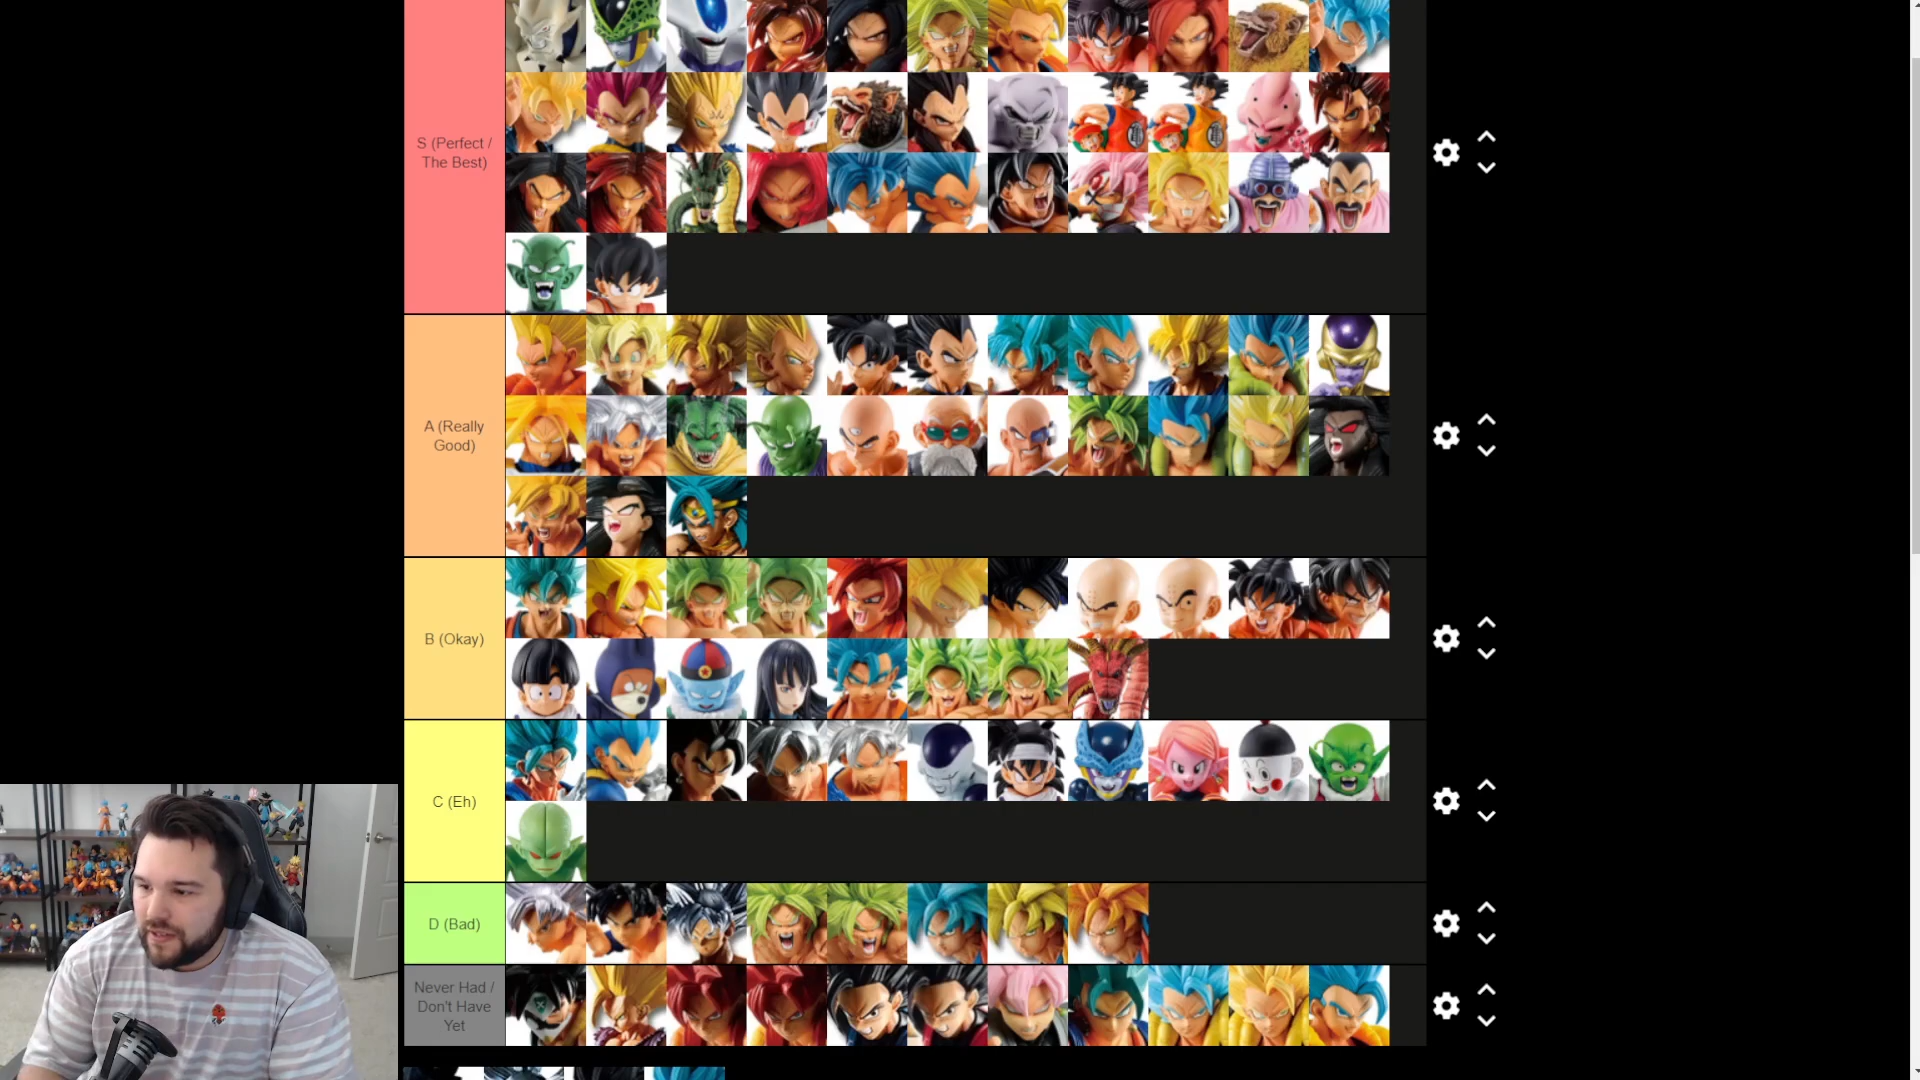 S (Perfect /
The Best)
A (Really
Good)
B (Okay)
C (Eh)
D (Bad)
Never Had /
Don't Have
Yet